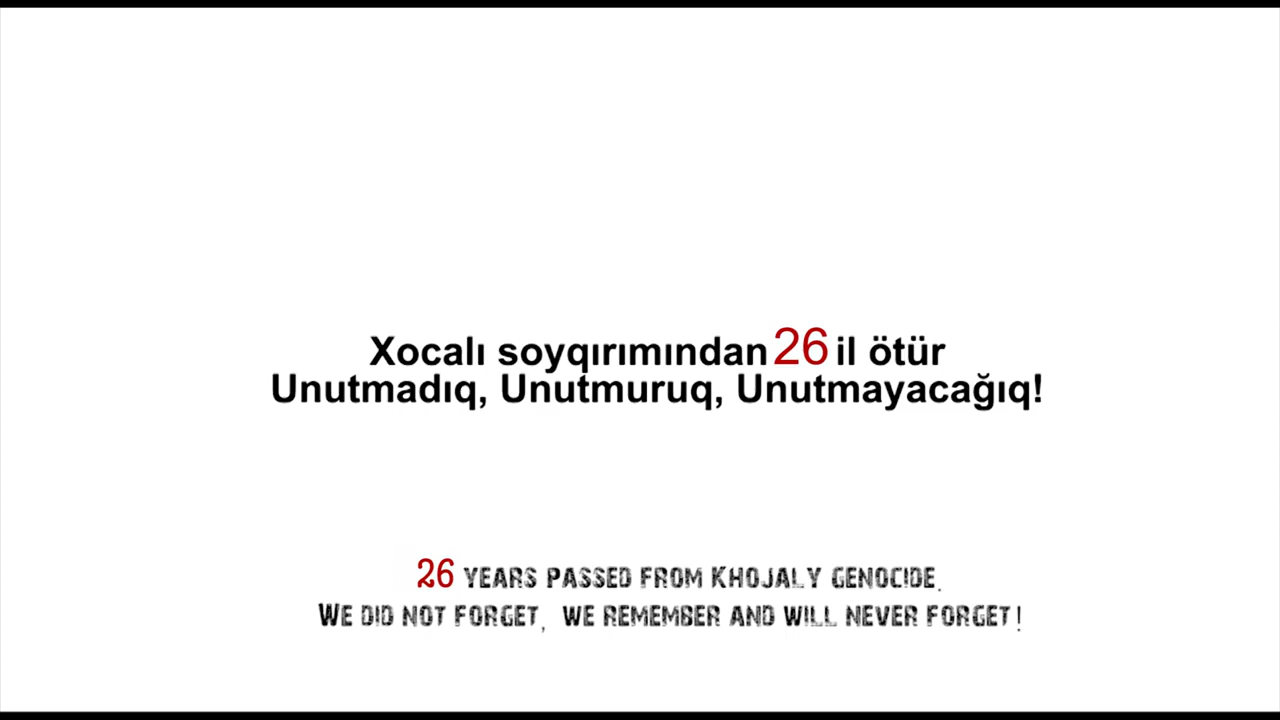 Xocalı soyqırımından 26 il ötür
Unutmadıq, Unutmuruq, Unutmayacağıq!
26 YEARS PASSED FROM KHOJALY GENOCIDE.
WE DID NOT FORGET, WE REMEMBER AND WILL NEVER FORGET!